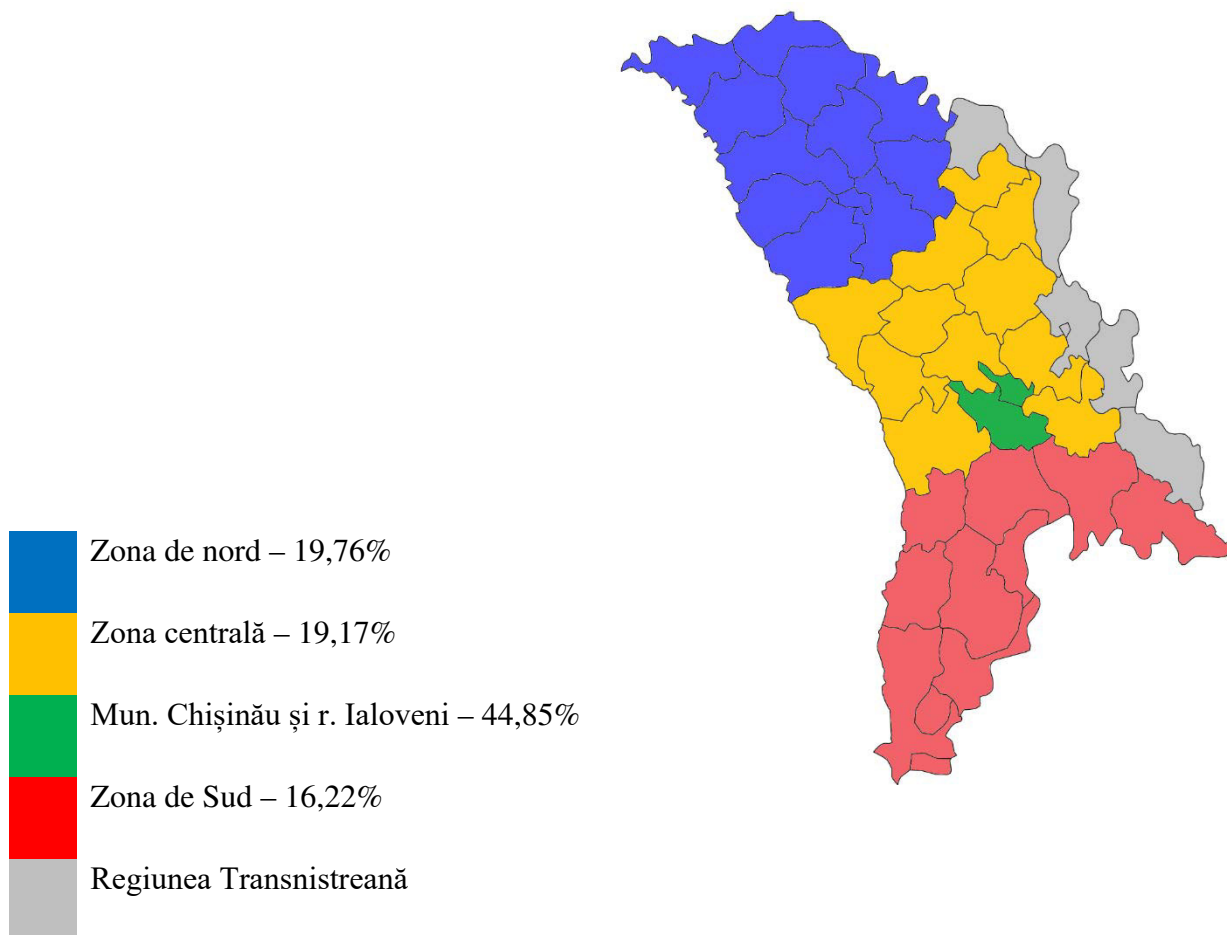 Zona de nord – 19,76%
Zona centrală – 19,17%
Mun. Chișinău și r. Ialoveni – 44,85%
Zona de Sud – 16,22%
Regiunea Transnistreană